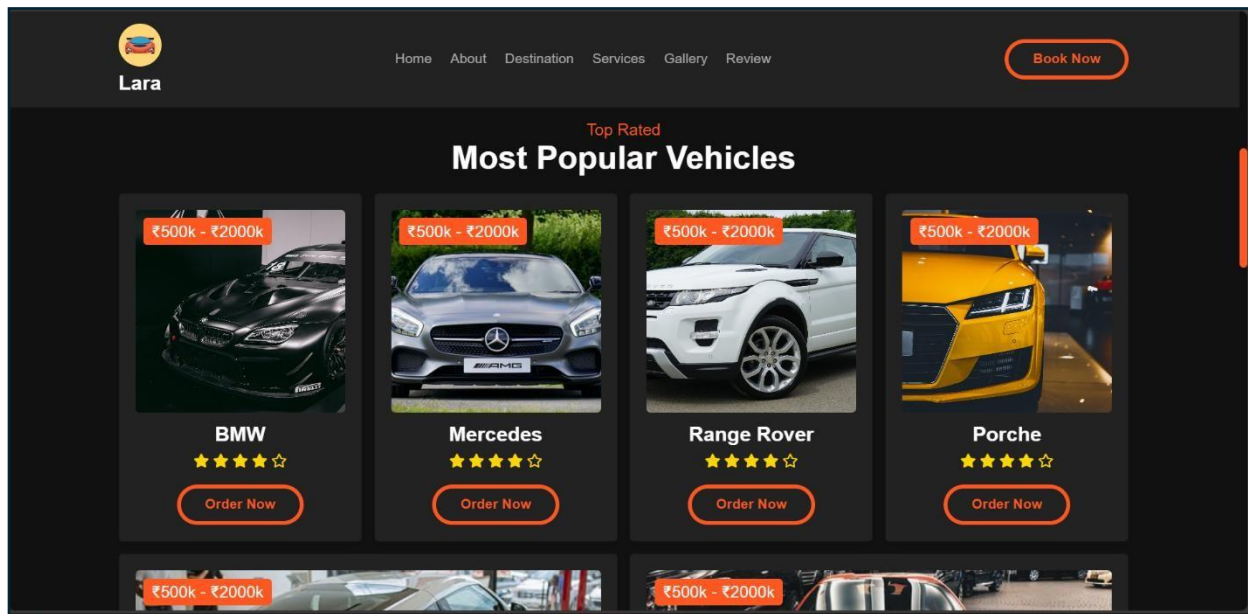 Lara
Home About Destination Services Gallery Review
Book Now
Top Rated
Most Popular Vehicles
₹500k - ₹2000k
₹500k - ₹2000k
₹500k - ₹2000k
₹500k - ₹2000k
AMG
BMW
Mercedes
Range Rover
Porche
Order Now
Order Now
Order Now
Order Now
₹500k - ₹2000k
₹500k - ₹2000k